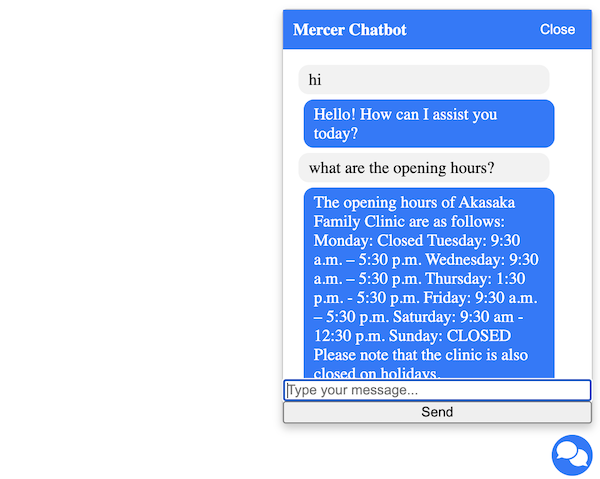 Mercer Chatbot
Close
hi
Hello! How can I assist you
today?
what are the opening hours?
The opening hours of Akasaka
Family Clinic are as follows:
Monday: Closed Tuesday: 9:30
a.m. – 5:30 p.m. Wednesday: 9:30
a.m. – 5:30 p.m. Thursday: 1:30
p.m. - 5:30 p.m. Friday: 9:30 a.m.
– 5:30 p.m. Saturday: 9:30 am -
12:30 p.m. Sunday: CLOSED
Please note that the clinic is also
closed on holidays.
Type your message...
Send